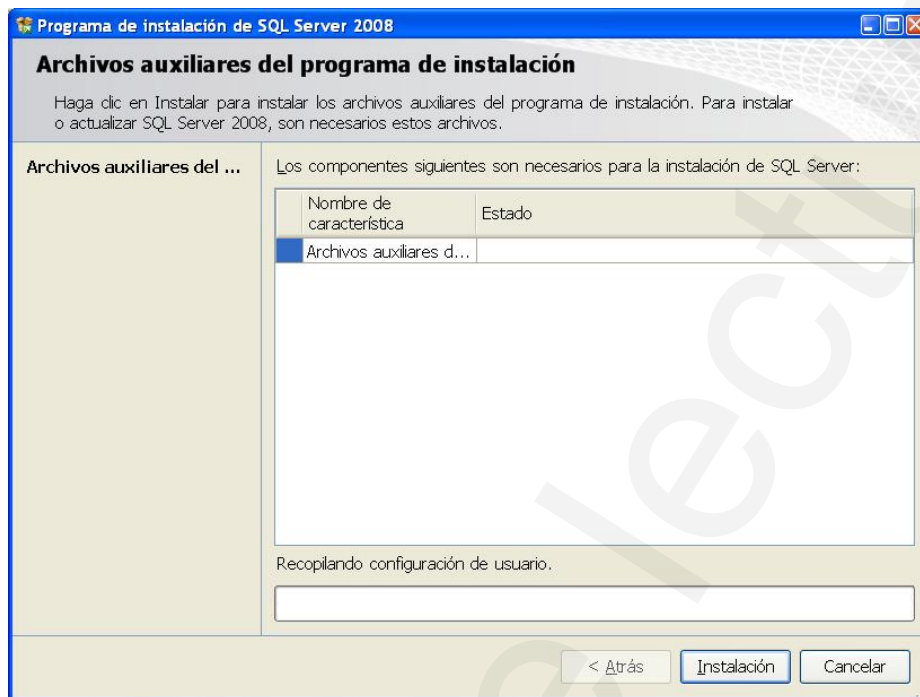 Programa de instalación de SQL Server 2008
Archivos auxiliares del programa de instalación
Haga clic en Instalar para instalar los archivos auxiliares del programa de instalación. Para instalar
o actualizar SQL Server 2008, son necesarios estos archivos.
Archivos auxiliares del ...
Los componentes siguientes son necesarios para la instalación de SQL Server:
Nombre de
característica
Estado
Archivos auxiliares d...
Recopilando configuración de usuario.
< Atrás
Instalación
Cancelar